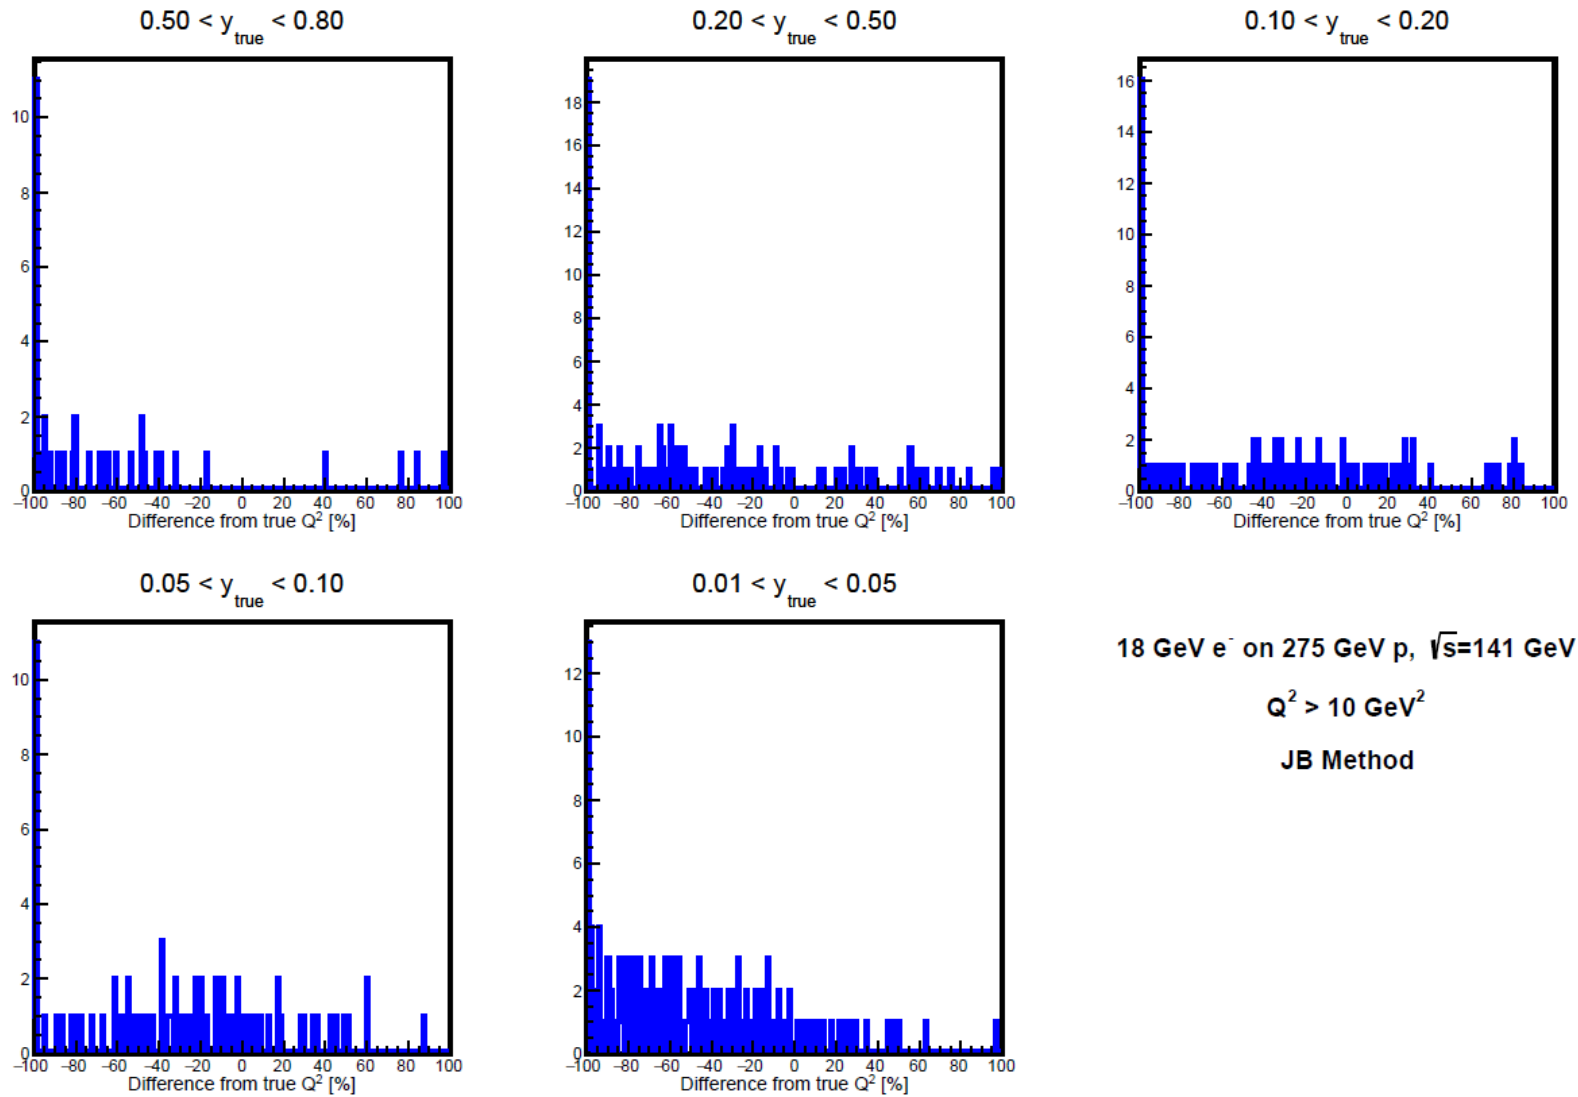 0.50 < y_true < 0.80
10
8
6
4
2
0
−100 −80 −60 −40 −20 0 20 40 60 80 100
Difference from true Q² [%]
0.20 < y_true < 0.50
18
16
14
12
10
8
6
4
2
0
−100 −80 −60 −40 −20 0 20 40 60 80 100
Difference from true Q² [%]
0.10 < y_true < 0.20
16
14
12
10
8
6
4
2
0
−100 −80 −60 −40 −20 0 20 40 60 80 100
Difference from true Q² [%]
0.05 < y_true < 0.10
10
8
6
4
2
0
−100 −80 −60 −40 −20 0 20 40 60 80 100
Difference from true Q² [%]
0.01 < y_true < 0.05
12
10
8
6
4
2
0
−100 −80 −60 −40 −20 0 20 40 60 80 100
Difference from true Q² [%]
18 GeV e⁻ on 275 GeV p, √s=141 GeV
Q² > 10 GeV²
JB Method